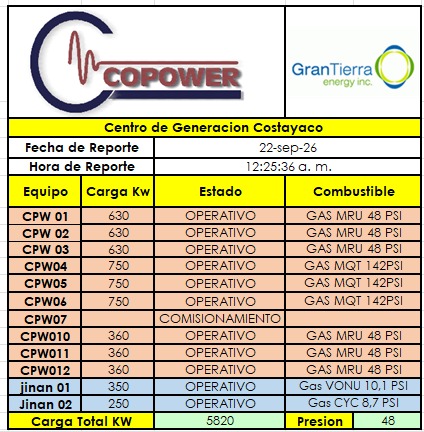 COPOWER
GranTierra
energy inc.
Centro de Generacion Costayaco
Fecha de Reporte 22-sep-26
Hora de Reporte 12:25:36 a. m.
Equipo Carga Kw Estado Combustible
CPW 01 630 OPERATIVO GAS MRU 48 PSI
CPW 02 630 OPERATIVO GAS MRU 48 PSI
CPW 03 630 OPERATIVO GAS MRU 48 PSI
CPW04 750 OPERATIVO GAS MQT 142PSI
CPW05 750 OPERATIVO GAS MQT 142PSI
CPW06 750 OPERATIVO GAS MQT 142PSI
CPW07 COMISIONAMIENTO
CPW010 360 OPERATIVO GAS MRU 48 PSI
CPW011 360 OPERATIVO GAS MRU 48 PSI
CPW012 360 OPERATIVO GAS MRU 48 PSI
jinan 01 350 OPERATIVO Gas VONU 10,1 PSI
Jinan 02 250 OPERATIVO Gas CYC 8,7 PSI
Carga Total KW 5820 Presion 48